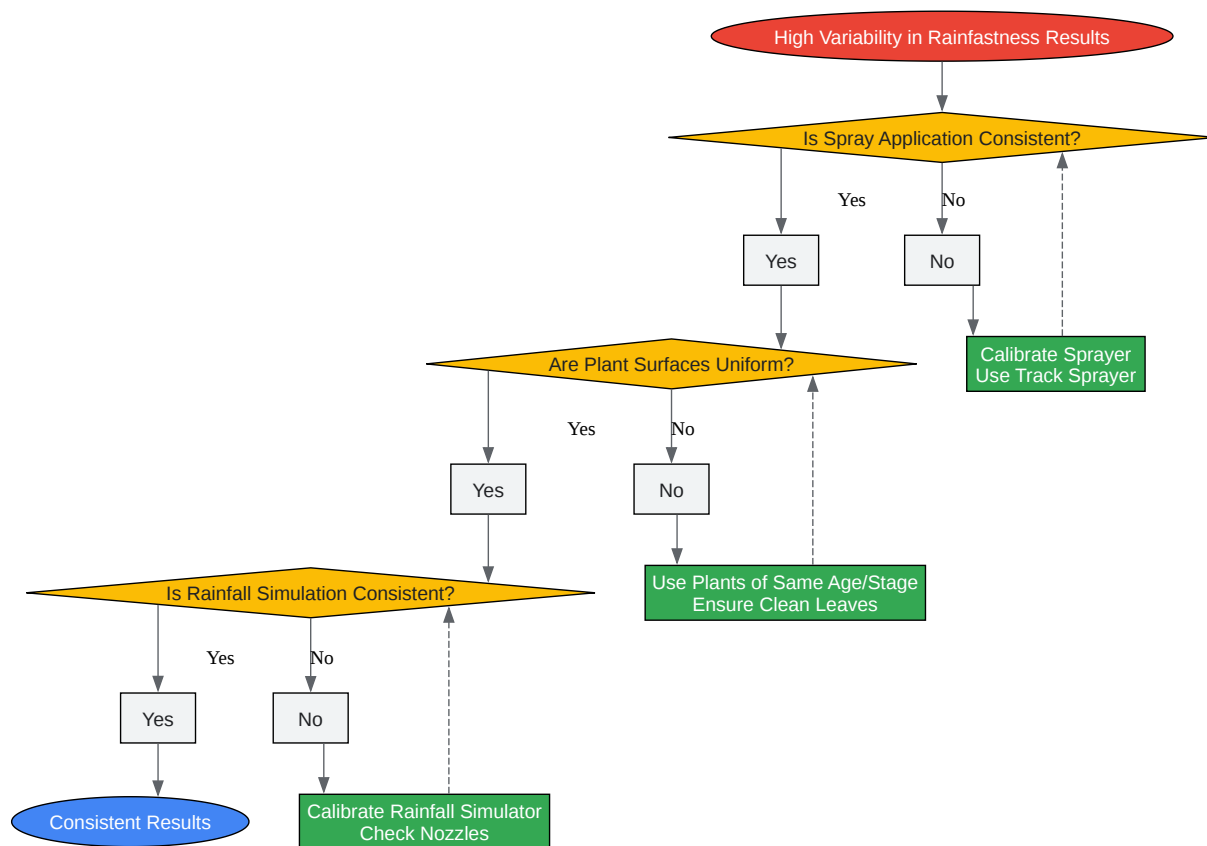 High Variability in Rainfastness Results
Is Spray Application Consistent?
Yes
No
Yes
No
Calibrate Sprayer
Use Track Sprayer
Are Plant Surfaces Uniform?
Yes
No
Yes
No
Use Plants of Same Age/Stage
Ensure Clean Leaves
Is Rainfall Simulation Consistent?
Yes
No
Yes
No
Consistent Results
Calibrate Rainfall Simulator
Check Nozzles